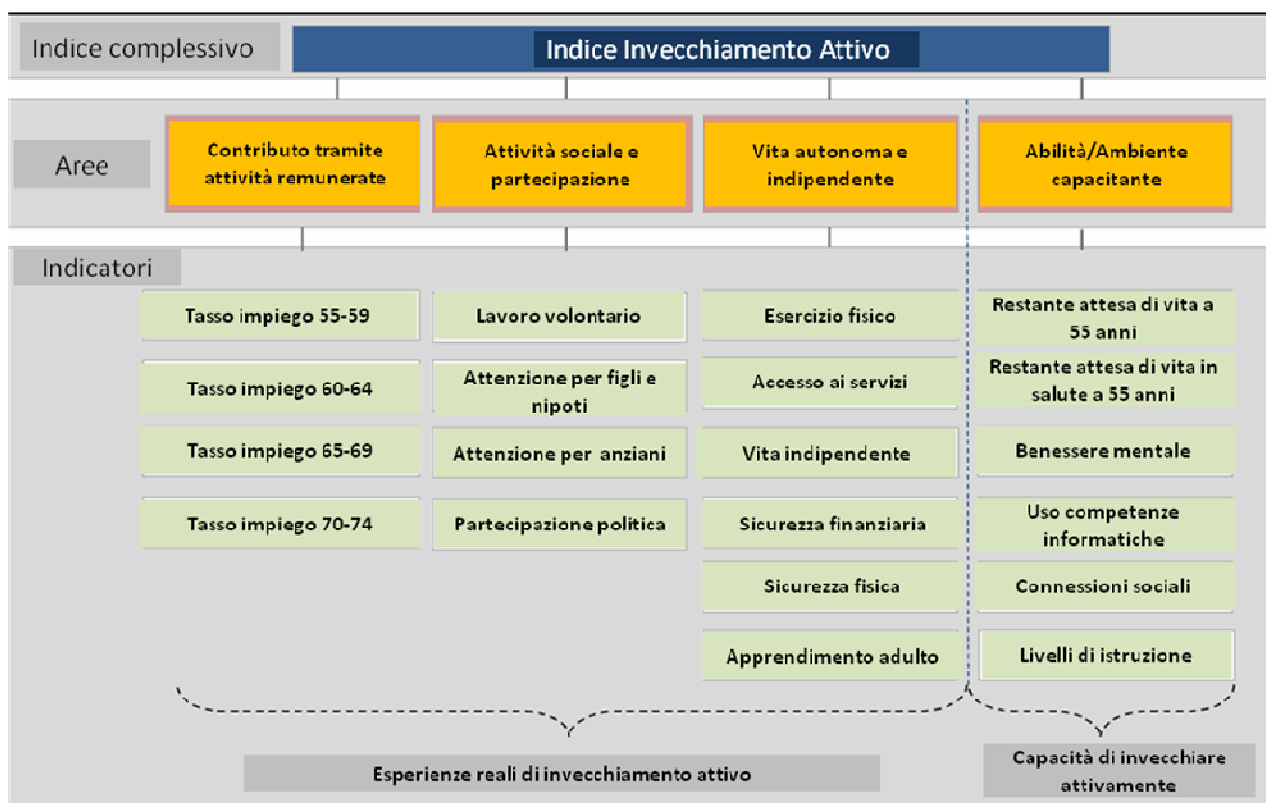 Indice complessivo
Indice Invecchiamento Attivo
Aree
Contributo tramite
attività remunerate
Attività sociale e
partecipazione
Vita autonoma e
indipendente
Abilità/Ambiente
capacitante
Indicatori
Tasso impiego 55-59
Tasso impiego 60-64
Tasso impiego 65-69
Tasso impiego 70-74
Lavoro volontario
Attenzione per figli e
nipoti
Attenzione per anziani
Partecipazione politica
Esercizio fisico
Accesso ai servizi
Vita indipendente
Sicurezza finanziaria
Sicurezza fisica
Apprendimento adulto
Restante attesa di vita a
55 anni
Restante attesa di vita in
salute a 55 anni
Benessere mentale
Uso competenze
informatiche
Connessioni sociali
Livelli di istruzione
Esperienze reali di invecchiamento attivo
Capacità di invecchiare
attivamente